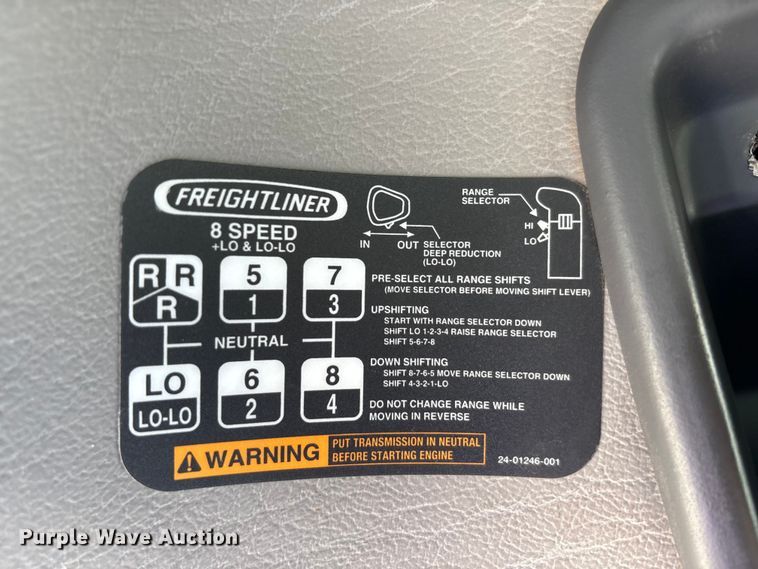 FREIGHTLINER
8 SPEED
+LO & LO-LO
R R
R
5
1
7
3
NEUTRAL
LO
LO-LO
6
2
8
4
IN OUT SELECTOR
DEEP REDUCTION
(LO-LO)
RANGE
SELECTOR
HI
LO
PRE-SELECT ALL RANGE SHIFTS
(MOVE SELECTOR BEFORE MOVING SHIFT LEVER)
UPSHIFTING
START WITH RANGE SELECTOR DOWN
SHIFT LO 1-2-3-4 RAISE RANGE SELECTOR
SHIFT 5-6-7-8
DOWN SHIFTING
SHIFT 8-7-6-5 MOVE RANGE SELECTOR DOWN
SHIFT 4-3-2-1-LO
DO NOT CHANGE RANGE WHILE
MOVING IN REVERSE
WARNING
PUT TRANSMISSION IN NEUTRAL
BEFORE STARTING ENGINE
24-01246-001
Purple Wave Auction